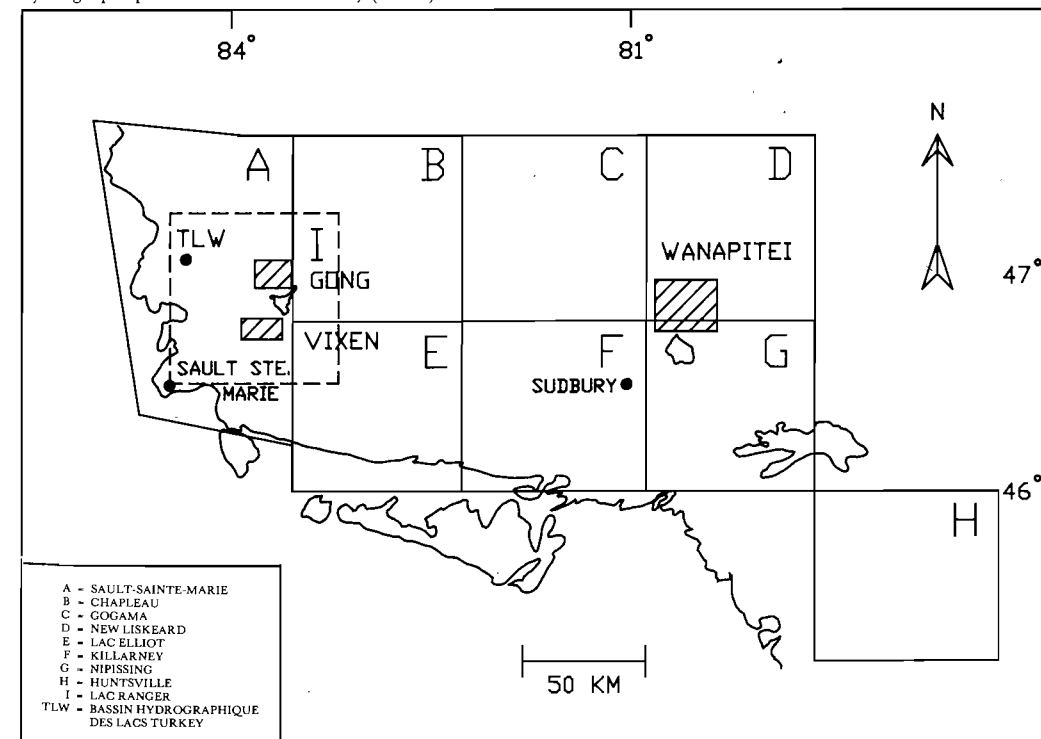 84°
81°
N
A
B
C
D
TLW
I
WANAPITEI
GONG
47°
VIXEN
E
F
G
SAULT STE.
MARIE
SUDBURY
46°
H
A - SAULT-SAINTE-MARIE
B - CHAPLEAU
C - GOGAMA
D - NEW LISKEARD
E - LAC ELLIOT
F - KILLARNEY
G - NIPISSING
H - HUNTSVILLE
I - LAC RANGER
TLW - BASSIN HYDROGRAPHIQUE
DES LACS TURKEY
50 KM